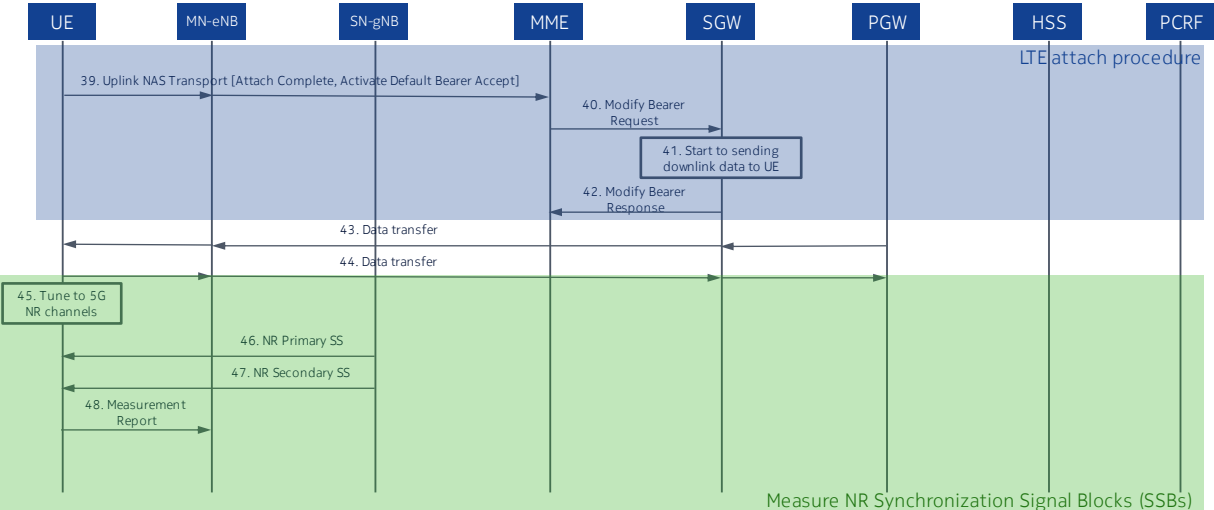 UE MN-eNB SN-gNB MME SGW PGW HSS PCRF
LTE attach procedure
39. Uplink NAS Transport [Attach Complete, Activate Default Bearer Accept]
40. Modify Bearer
Request
41. Start to sending
downlink data to UE
42. Modify Bearer
Response
43. Data transfer
44. Data transfer
45. Tune to 5G
NR channels
46. NR Primary SS
47. NR Secondary SS
48. Measurement
Report
Measure NR Synchronization Signal Blocks (SSBs)